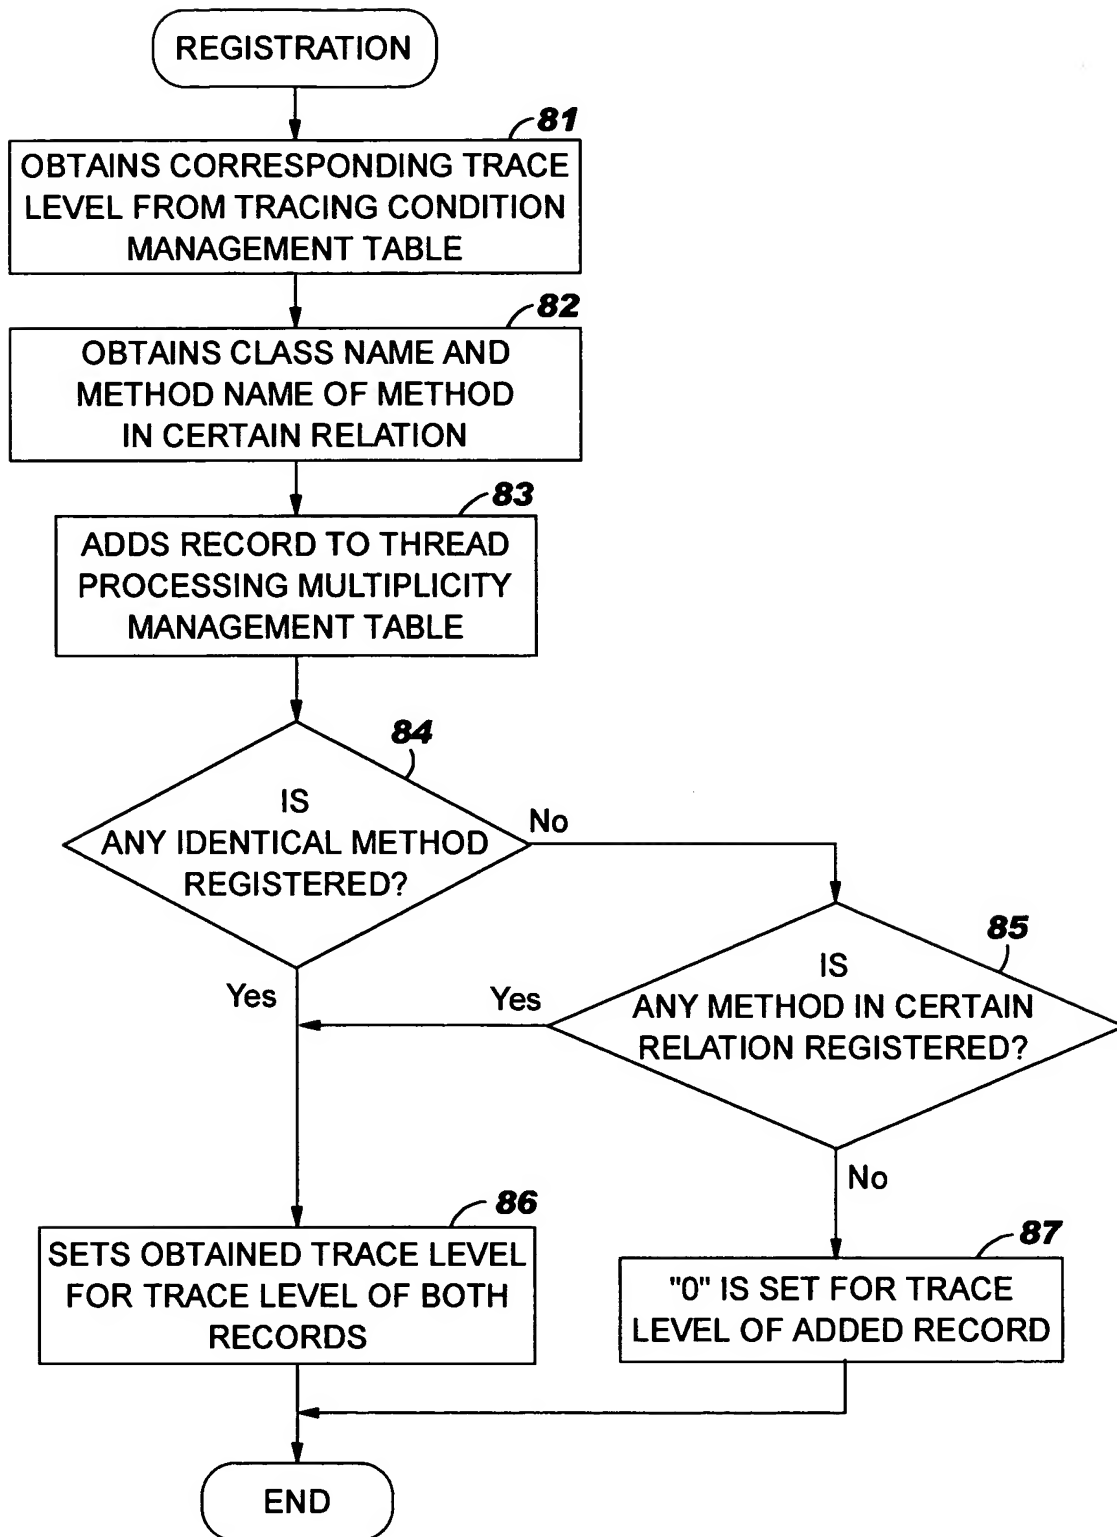 REGISTRATION
81
OBTAINS CORRESPONDING TRACE
LEVEL FROM TRACING CONDITION
MANAGEMENT TABLE
82
OBTAINS CLASS NAME AND
METHOD NAME OF METHOD
IN CERTAIN RELATION
83
ADDS RECORD TO THREAD
PROCESSING MULTIPLICITY
MANAGEMENT TABLE
84
IS
ANY IDENTICAL METHOD
REGISTERED?
No
Yes
85
IS
ANY METHOD IN CERTAIN
RELATION REGISTERED?
Yes
No
86
SETS OBTAINED TRACE LEVEL
FOR TRACE LEVEL OF BOTH
RECORDS
87
"0" IS SET FOR TRACE
LEVEL OF ADDED RECORD
END